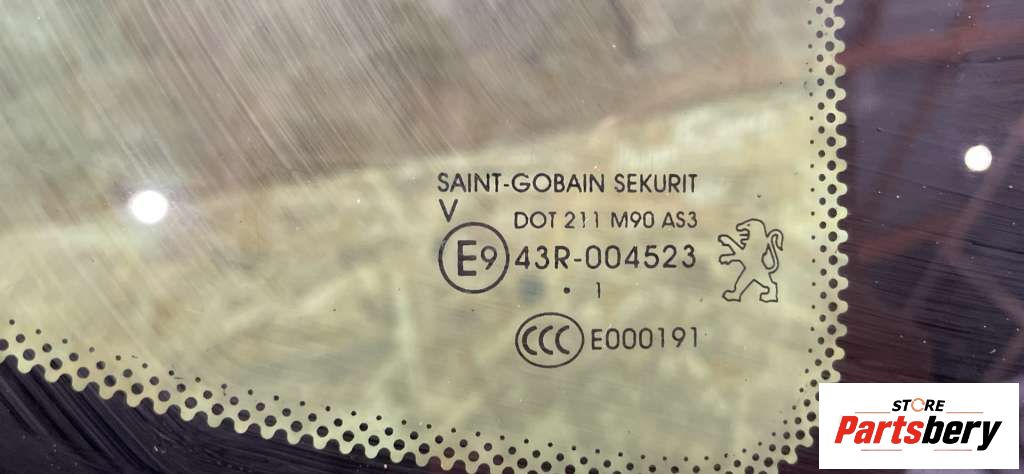 SAINT-GOBAIN SEKURIT
V
DOT 211 M90 AS3
E9 43R-004523
. 1
CCC E000191
STORE
Partsbery